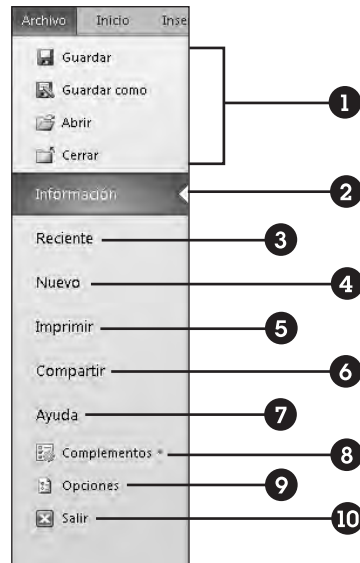 Archivo Inicio Inse
Guardar
Guardar como
Abrir
Cerrar
1
Información
2
Reciente
3
Nuevo
4
Imprimir
5
Compartir
6
Ayuda
7
Complementos
8
Opciones
9
Salir
10